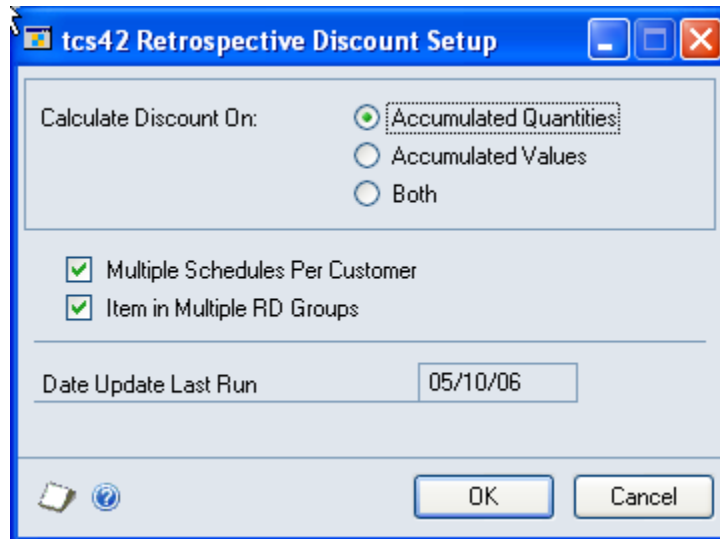 tcs42 Retrospective Discount Setup
Calculate Discount On:
Accumulated Quantities
Accumulated Values
Both
Multiple Schedules Per Customer
Item in Multiple RD Groups
Date Update Last Run 05/10/06
OK Cancel